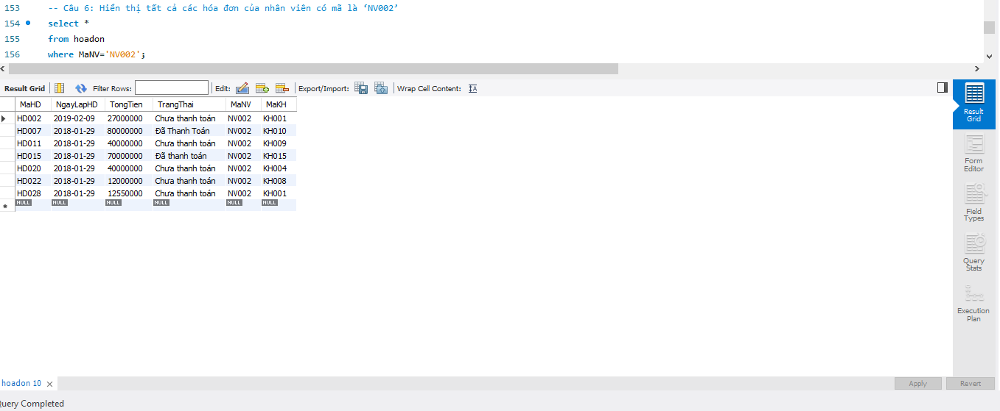 153 -- Câu 6: Hiển thị tất cả các hóa đơn của nhân viên có mã là ‘NV002’
154 select *
155 from hoadon
156 where MaNV='NV002';
Result Grid Filter Rows: Edit: Export/Import: Wrap Cell Content:
MaHD NgayLapHD TongTien TrangThai MaNV MaKH
HD002 2019-02-09 27000000 Chưa thanh toán NV002 KH001
HD007 2018-01-29 80000000 Đã Thanh Toán NV002 KH010
HD011 2018-01-29 40000000 Chưa thanh toán NV002 KH009
HD015 2018-01-29 70000000 Đã thanh toán NV002 KH015
HD020 2018-01-29 40000000 Chưa thanh toán NV002 KH004
HD022 2018-01-29 12000000 Chưa thanh toán NV002 KH008
HD028 2018-01-29 12550000 Chưa thanh toán NV002 KH001
NULL NULL NULL NULL NULL NULL
Result
Grid
Form
Editor
Field
Types
Query
Stats
Execution
Plan
hoadon 10
Apply Revert
Query Completed